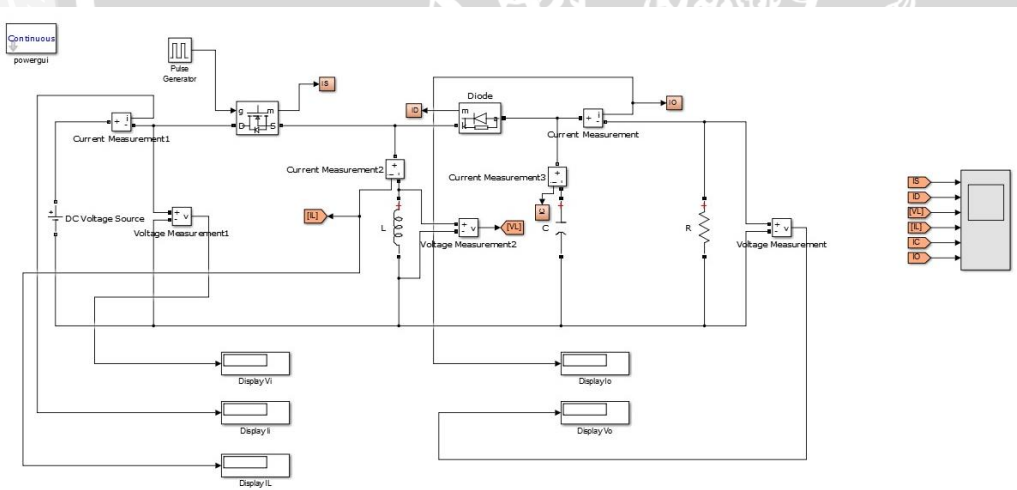 Continuous
powergui
Pulse
Generator
g
m
D
S
IS
i
+
-
Current Measurement1
DC Voltage Source
+
+
-
v
Voltage Measurement1
Current Measurement2
+
-
i
[IL]
L
+
+
-
v
[VL]
Voltage Measurement2
ID
Diode
m
k
a
Current Measurement3
+
-
i
C
+
+
-
i
Current Measurement
IO
R
+
+
-
v
Voltage Measurement
IS
ID
[VL]
[IL]
IC
IO
Display Vi
Display Ii
Display IL
Display Io
Display Vo